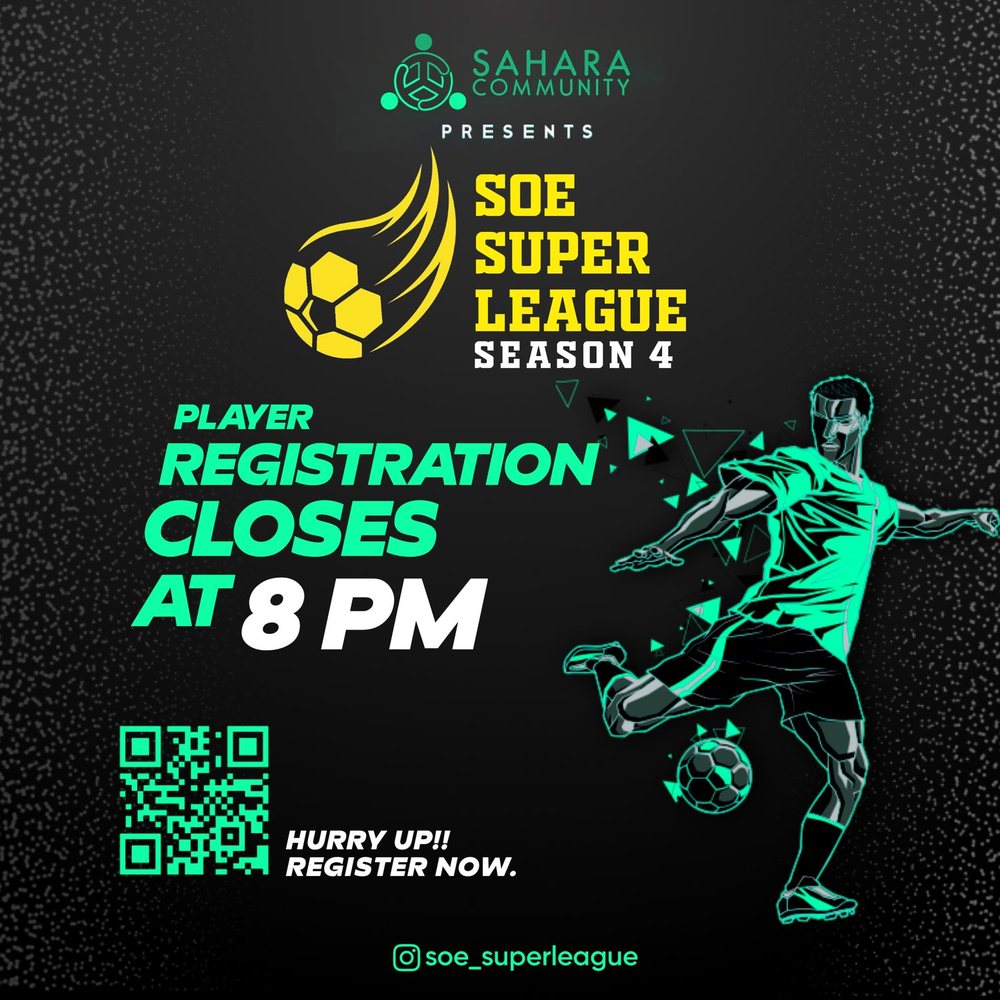 SAHARA
COMMUNITY
PRESENTS
SOE
SUPER
LEAGUE
SEASON 4
PLAYER
REGISTRATION
CLOSES
AT 8 PM
HURRY UP!!
REGISTER NOW.
soe_superleague